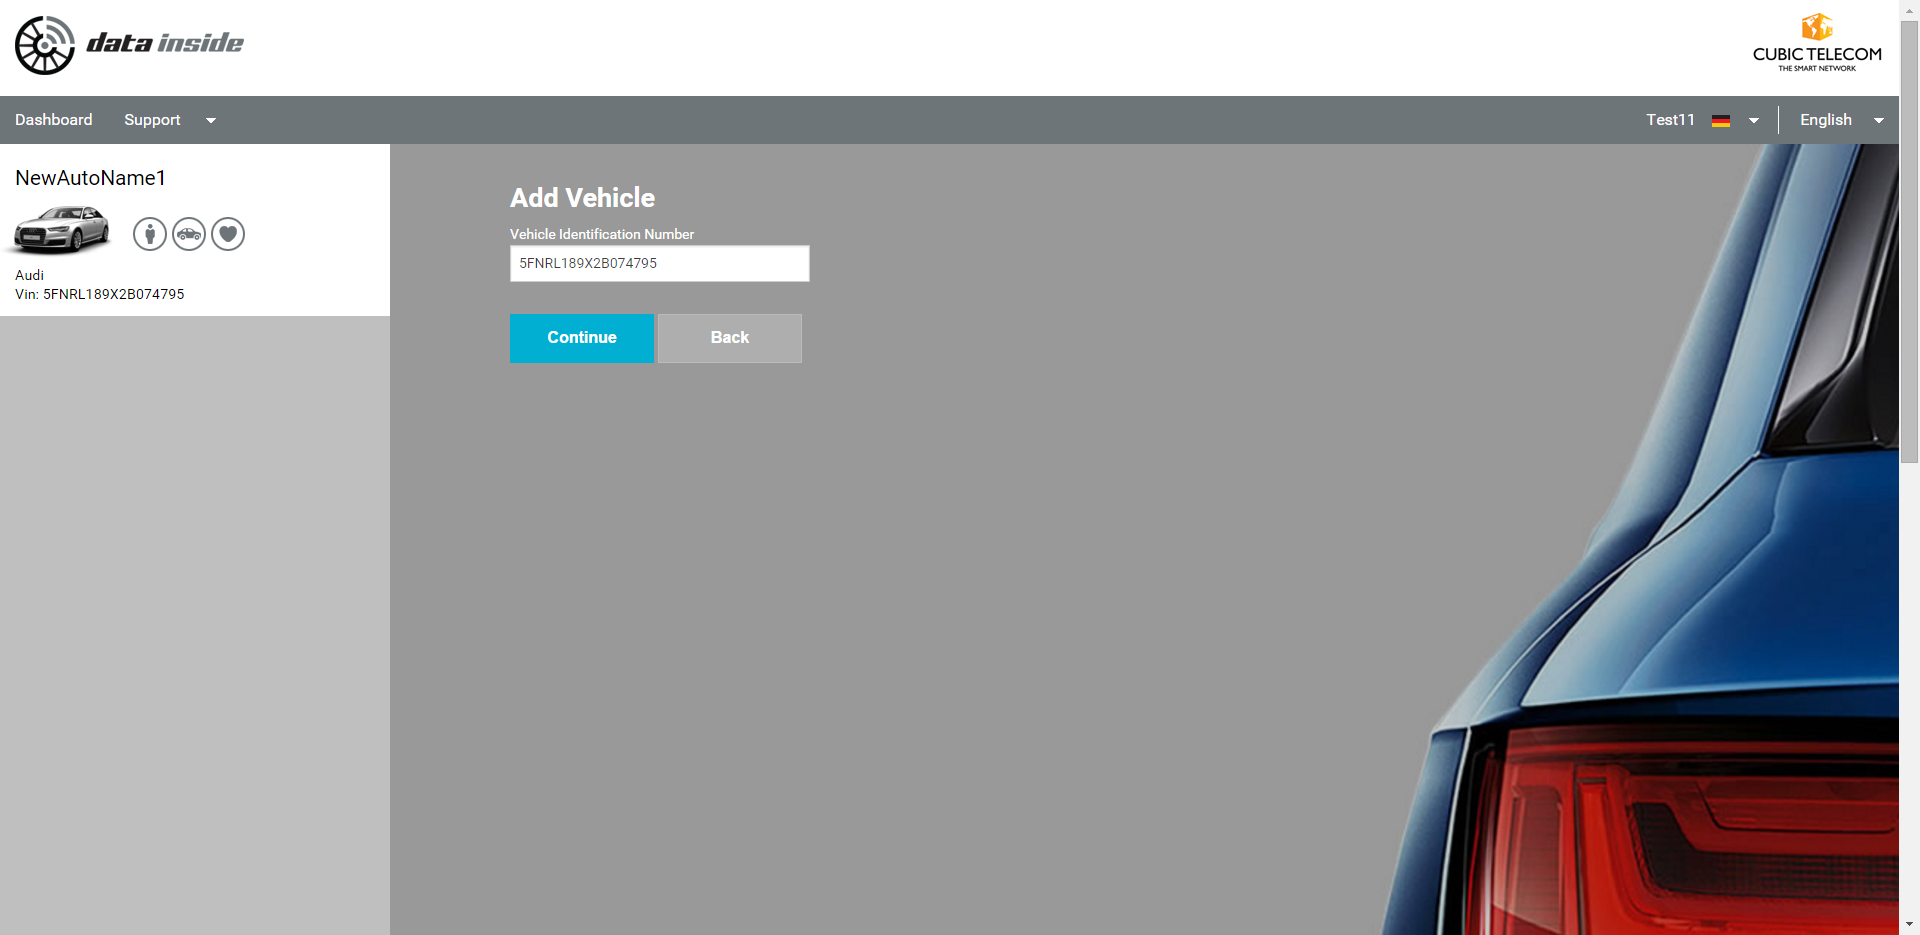 data inside
CUBIC TELECOM
THE SMART NETWORK
Dashboard Support Test11 English
NewAutoName1
Audi
Vin: 5FNRL189X2B074795
Add Vehicle
Vehicle Identification Number
5FNRL189X2B074795
Continue Back